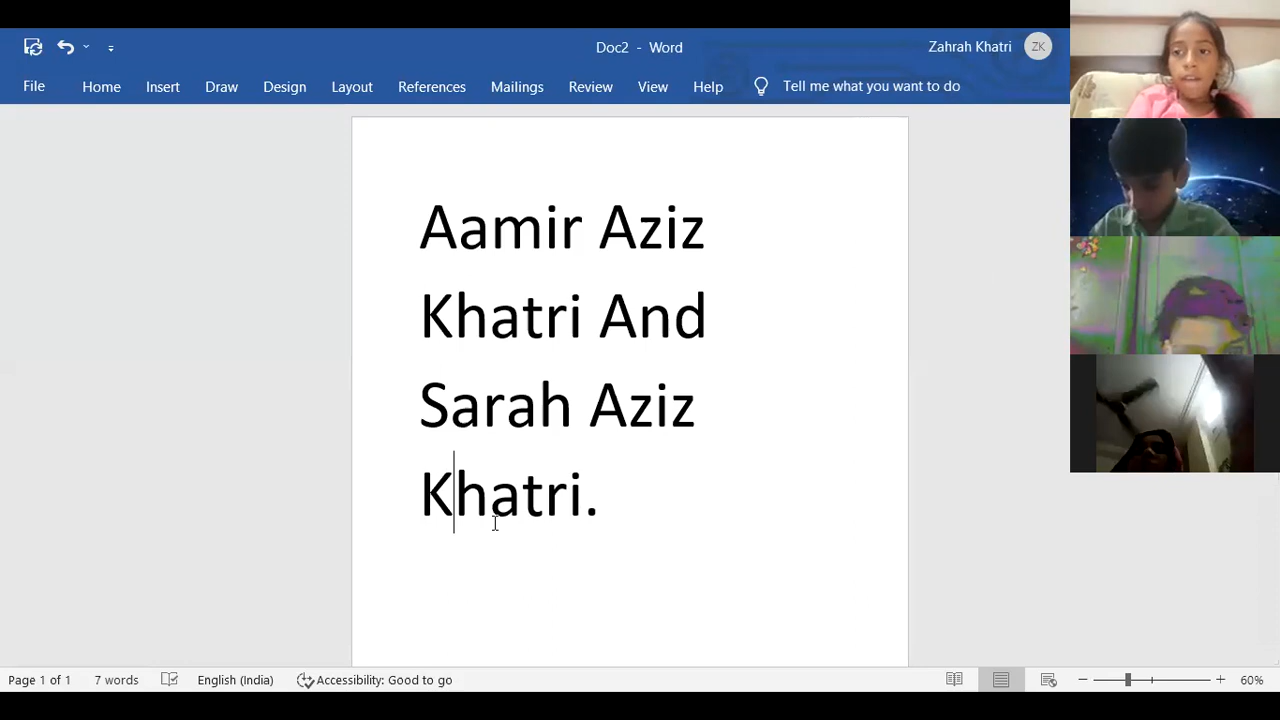 Doc2 - Word
Zahrah Khatri ZK
File Home Insert Draw Design Layout References Mailings Review View Help Tell me what you want to do
Aamir Aziz
Khatri And
Sarah Aziz
Khatri.
Page 1 of 1 7 words English (India) Accessibility: Good to go 60%